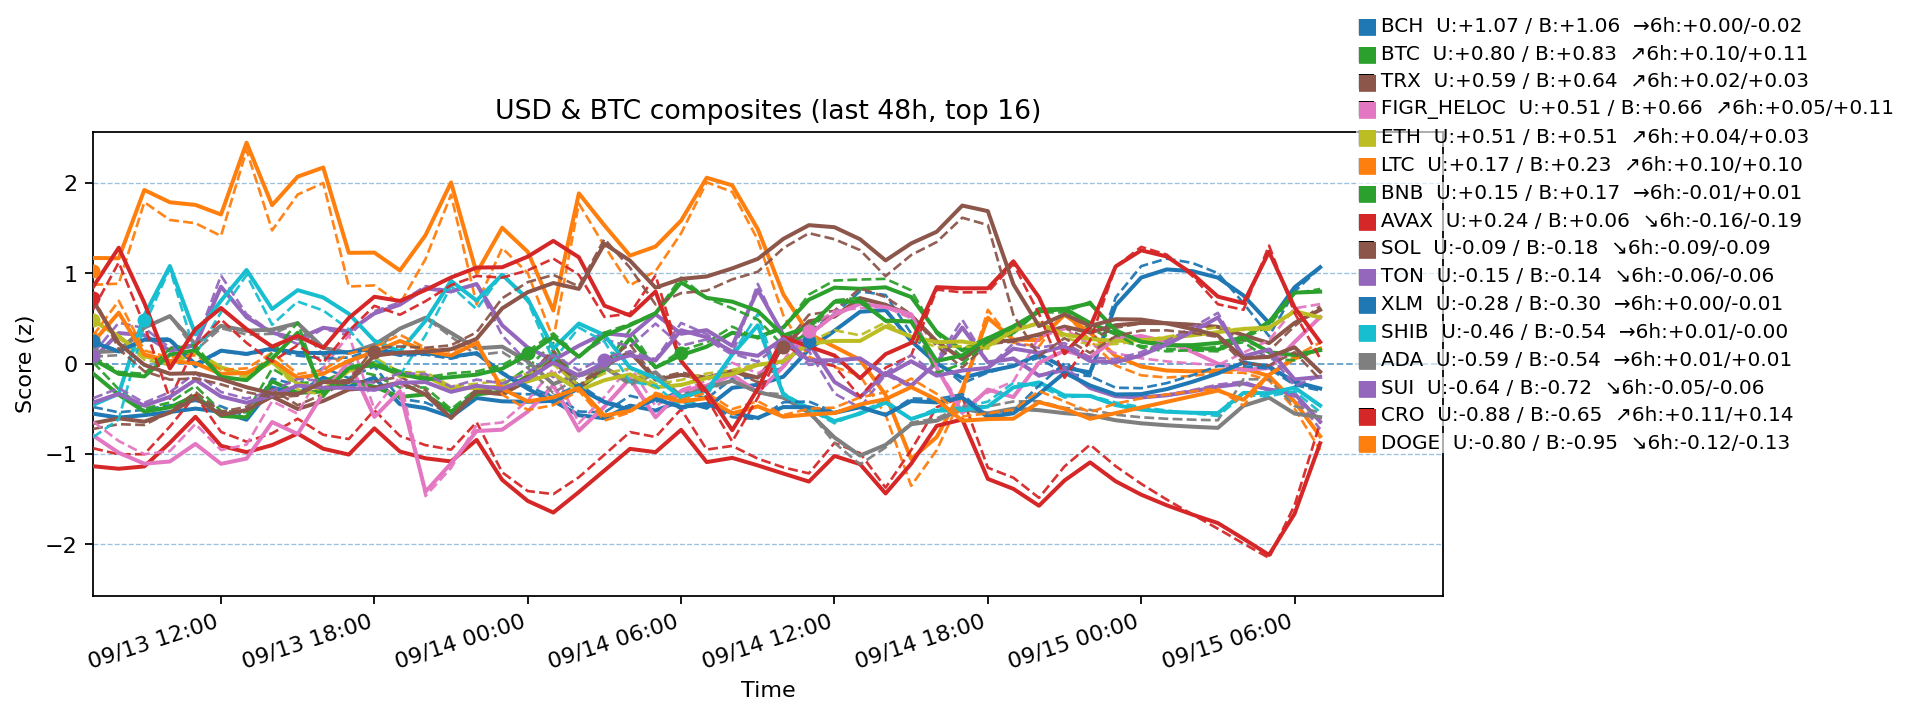 BCH  U:+1.07 / B:+1.06  →6h:+0.00/-0.02
BTC  U:+0.80 / B:+0.83  ↗6h:+0.10/+0.11
TRX  U:+0.59 / B:+0.64  ↗6h:+0.02/+0.03
FIGR_HELOC  U:+0.51 / B:+0.66  ↗6h:+0.05/+0.11
ETH  U:+0.51 / B:+0.51  ↗6h:+0.04/+0.03
LTC  U:+0.17 / B:+0.23  ↗6h:+0.10/+0.10
BNB  U:+0.15 / B:+0.17  →6h:-0.01/+0.01
AVAX  U:+0.24 / B:+0.06  ↘6h:-0.16/-0.19
SOL  U:-0.09 / B:-0.18  ↘6h:-0.09/-0.09
TON  U:-0.15 / B:-0.14  ↘6h:-0.06/-0.06
XLM  U:-0.28 / B:-0.30  →6h:+0.00/-0.01
SHIB  U:-0.46 / B:-0.54  →6h:+0.01/-0.00
ADA  U:-0.59 / B:-0.54  →6h:+0.01/+0.01
SUI  U:-0.64 / B:-0.72  ↘6h:-0.05/-0.06
CRO  U:-0.88 / B:-0.65  ↗6h:+0.11/+0.14
DOGE  U:-0.80 / B:-0.95  ↘6h:-0.12/-0.13
USD & BTC composites (last 48h, top 16)
Score (z)
2
1
0
−1
−2
09/13 12:00
09/13 18:00
09/14 00:00
09/14 06:00
09/14 12:00
09/14 18:00
09/15 00:00
09/15 06:00
Time